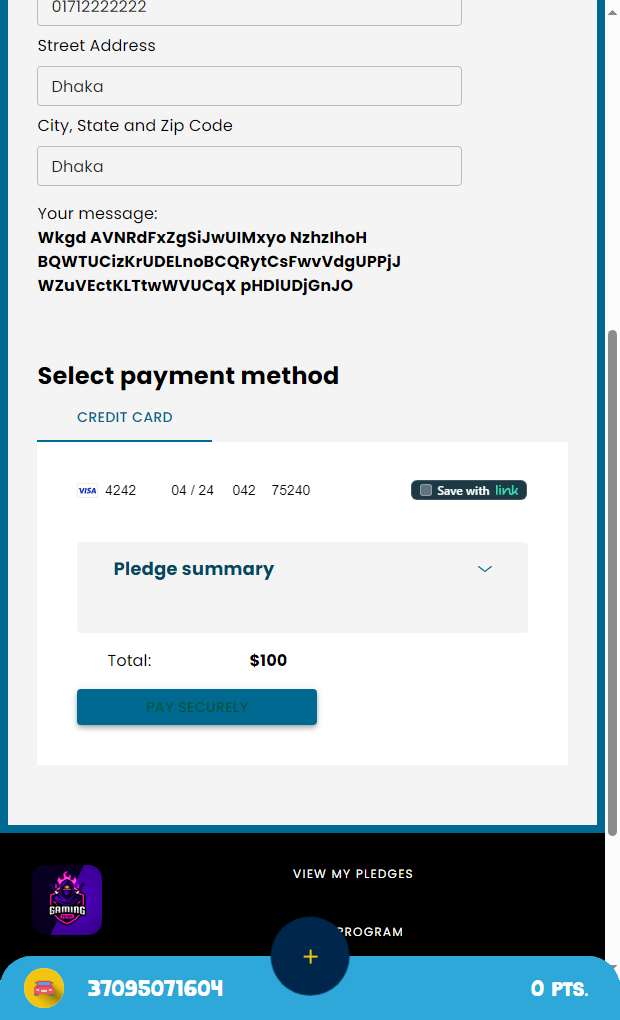 01712222222
Street Address
Dhaka
City, State and Zip Code
Dhaka
Your message:
Wkgd AVNRdFxZgSiJwUIMxyo NzhzIhoH
BQWTUCizKrUDELnoBCQRytCsFwvVdgUPPjJ
WZuVEctKLTtwWVUCqX pHDlUDjGnJO
Select payment method
CREDIT CARD
VISA 4242 04 / 24 042 75240 Save with link
Pledge summary
Total: $100
PAY SECURELY
VIEW MY PLEDGES
GAMING
PROGRAM
+
37095071604 0 PTS.